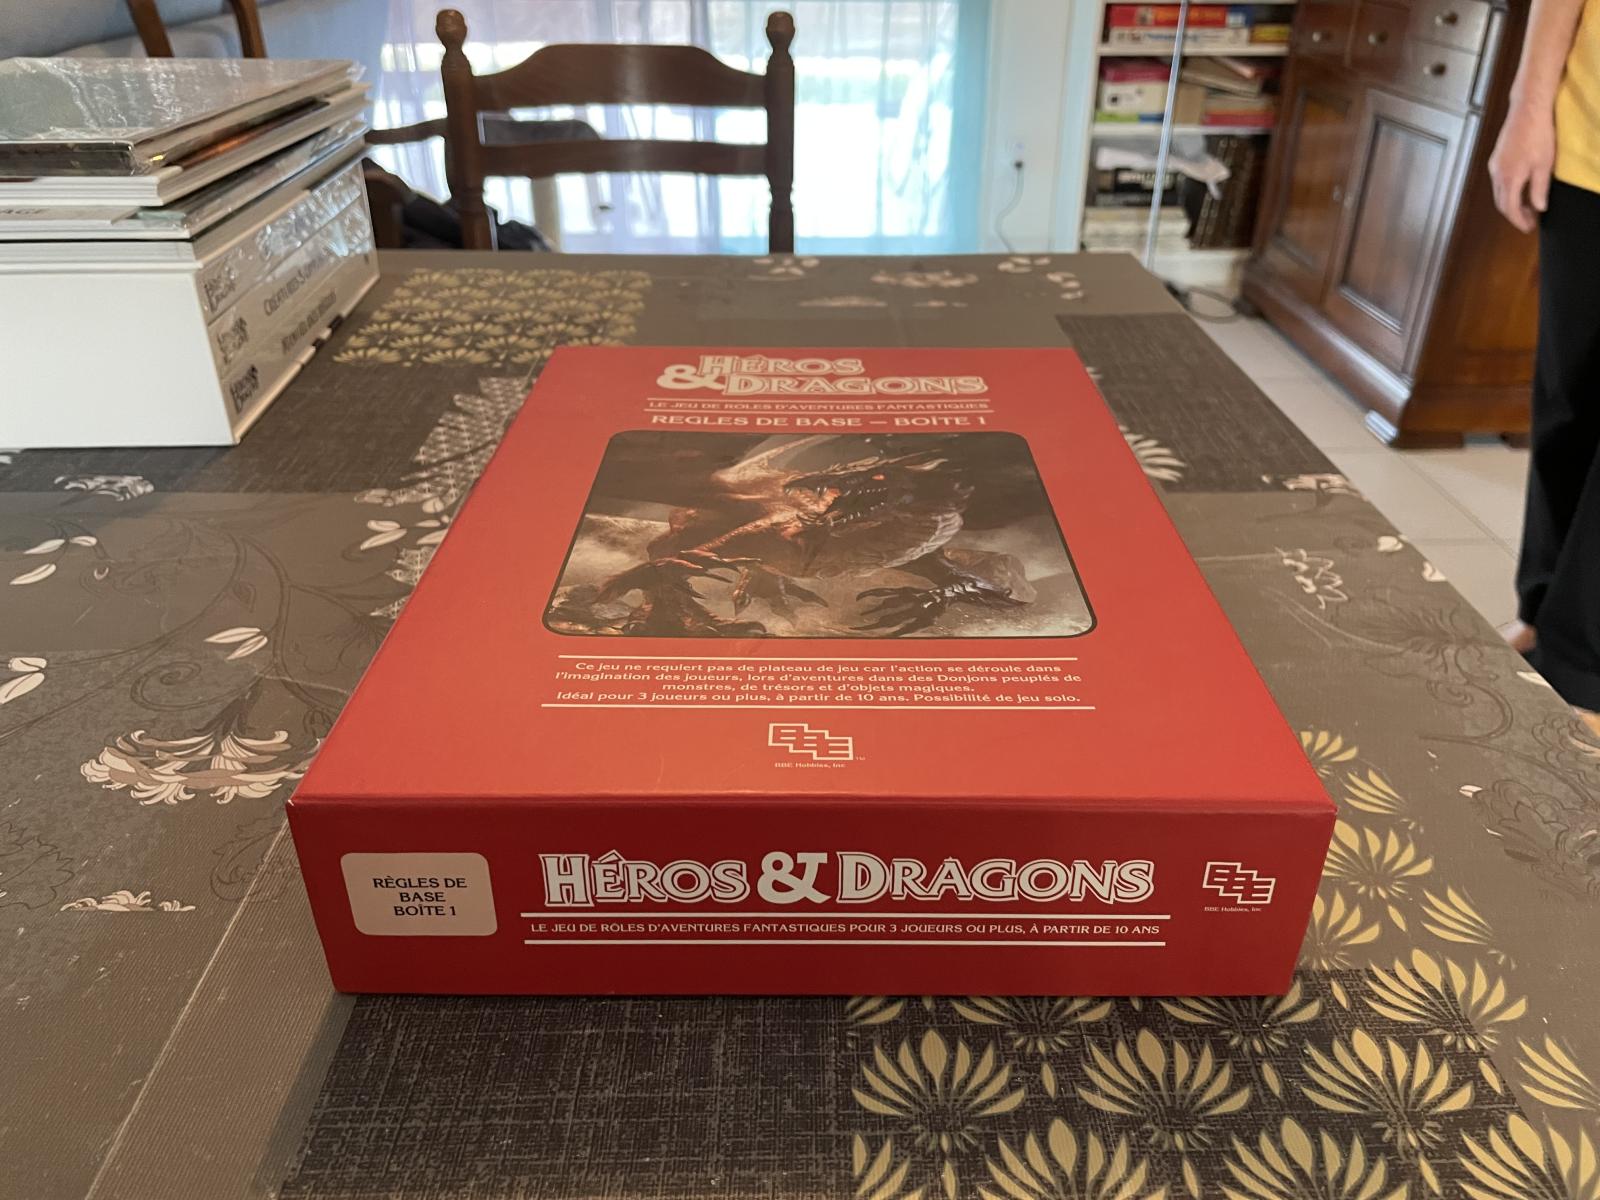 HÉROS
& DRAGONS
LE JEU DE RÔLES D'AVENTURES FANTASTIQUES
REGLES DE BASE – BOÎTE 1
Ce jeu ne requiert pas de plateau de jeu car l'action se déroule dans
l'imagination des joueurs, lors d'aventures dans des Donjons peuplés de
monstres, de trésors et d'objets magiques.
Idéal pour 3 joueurs ou plus, à partir de 10 ans. Possibilité de jeu solo.
BBE TM
BBE Hobbies, Inc
RÈGLES DE
BASE
BOÎTE 1
HÉROS & DRAGONS
LE JEU DE RÔLES D'AVENTURES FANTASTIQUES POUR 3 JOUEURS OU PLUS, À PARTIR DE 10 ANS
BBE
BBE Hobbies, Inc